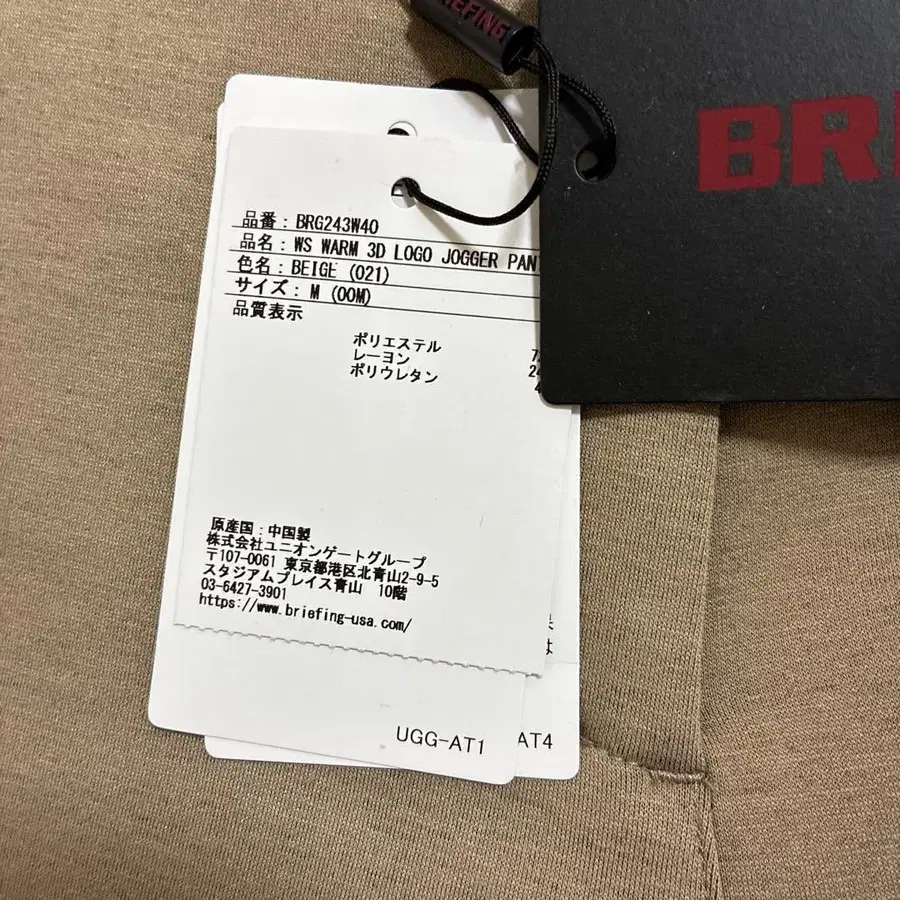 BRIEFING
BR
品番：BRG243W40
品名：WS WARM 3D LOGO JOGGER PANT
色名：BEIGE (021)
サイズ：M (00M)
品質表示
ポリエステル
レーヨン
ポリウレタン
原産国：中国製
株式会社ユニオンゲートグループ
〒107-0061 東京都港区北青山2-9-5
スタジアムプレイス青山 10階
03-6427-3901
https://www.briefing-usa.com/
は
UGG-AT1
AT4